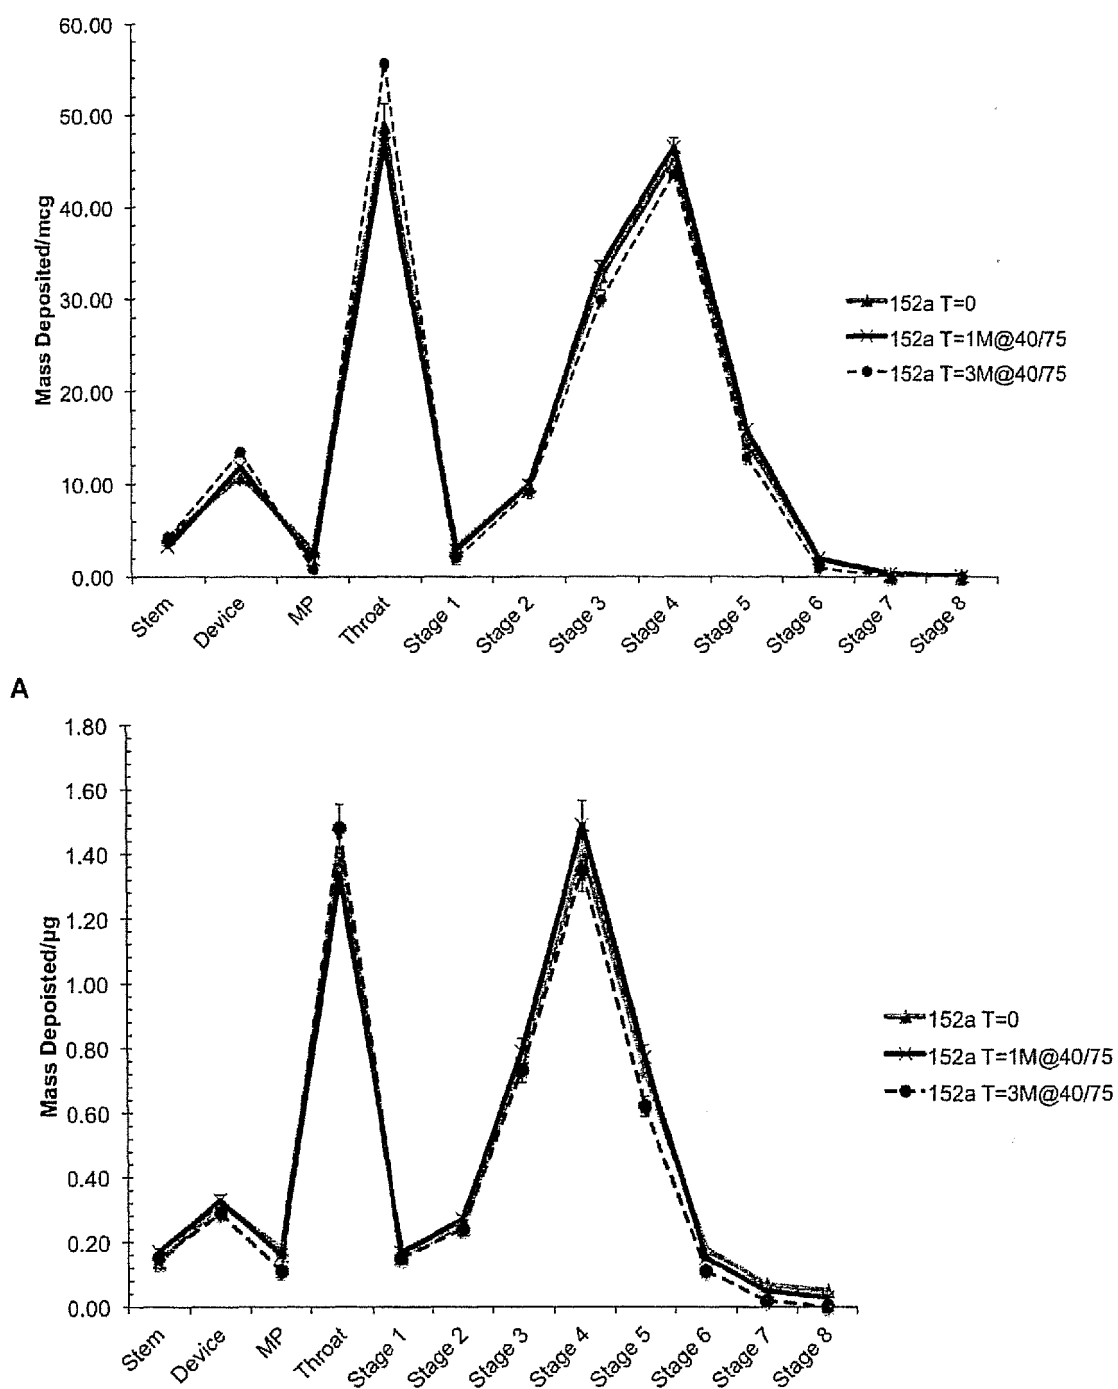 60.00
50.00
40.00
30.00
20.00
10.00
0.00
Mass Deposited/mcg
Stem
Device
MP
Throat
Stage 1
Stage 2
Stage 3
Stage 4
Stage 5
Stage 6
Stage 7
Stage 8
152a T=0
152a T=1M@40/75
152a T=3M@40/75
A
1.80
1.60
1.40
1.20
1.00
0.80
0.60
0.40
0.20
0.00
Mass Depoisted/µg
Stem
Device
MP
Throat
Stage 1
Stage 2
Stage 3
Stage 4
Stage 5
Stage 6
Stage 7
Stage 8
152a T=0
152a T=1M@40/75
152a T=3M@40/75